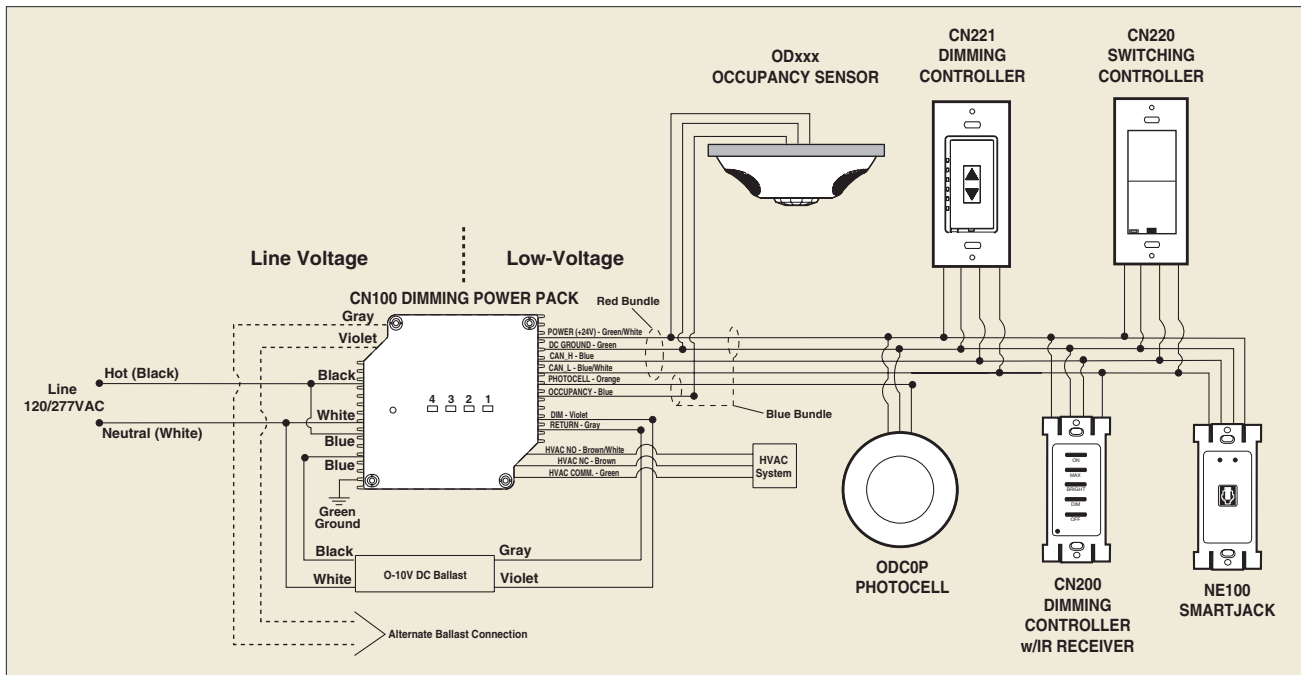 ODxxx
OCCUPANCY SENSOR
CN221
DIMMING
CONTROLLER
CN220
SWITCHING
CONTROLLER
Line Voltage
Low-Voltage
CN100 DIMMING POWER PACK
Red Bundle
Gray
Violet
POWER (+24V) - Green/White
DC GROUND - Green
CAN_H - Blue
CAN_L - Blue/White
PHOTOCELL - Orange
OCCUPANCY - Blue
Blue Bundle
Hot (Black)
Black
Line
120/277VAC
4 3 2 1
White
Neutral (White)
Blue
Blue
DIM - Violet
RETURN - Gray
HVAC NO - Brown/White
HVAC NC - Brown
HVAC COMM. - Green
HVAC
System
Green
Ground
Black
White
O-10V DC Ballast
Gray
Violet
Alternate Ballast Connection
ODC0P
PHOTOCELL
ON
MAX
BRIGHT
DIM
OFF
CN200
DIMMING
CONTROLLER
w/IR RECEIVER
NE100
SMARTJACK